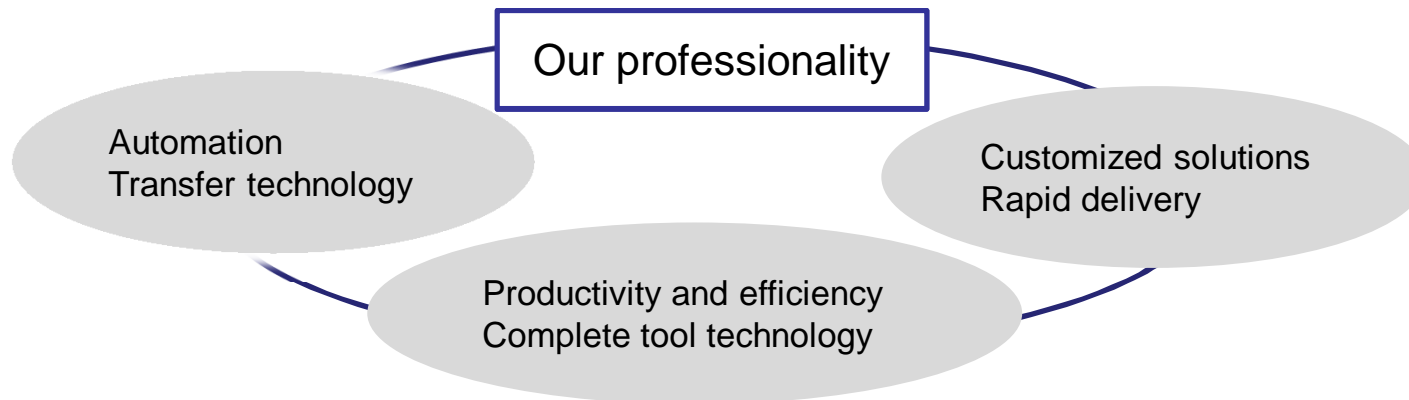 Our professionality
Automation
Transfer technology
Customized solutions
Rapid delivery
Productivity and efficiency
Complete tool technology